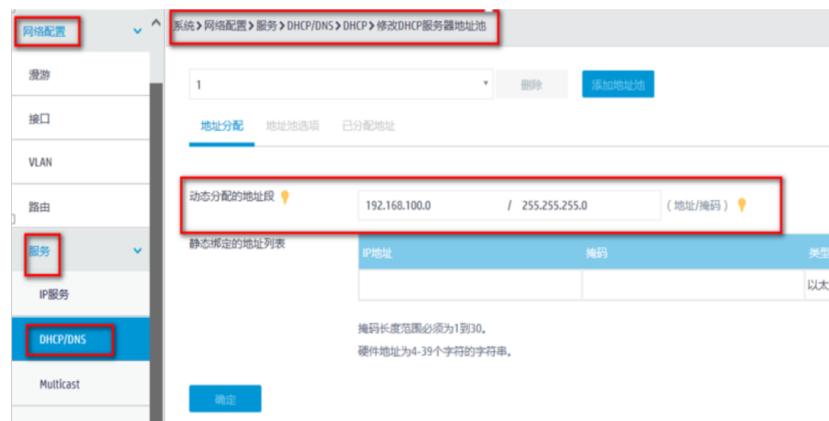 网络配置
漫游
接口
VLAN
路由
服务
IP服务
DHCP/DNS
Multicast
系统>网络配置>服务>DHCP/DNS>DHCP>修改DHCP服务器地址池
1 删除 添加地址池
地址分配 地址池选项 已分配地址
动态分配的地址段 192.168.100.0 / 255.255.255.0 (地址/掩码)
静态绑定的地址列表 IP地址 掩码 类型
以太
掩码长度范围必须为1到30。
硬件地址为4-39个字符的字符串。
确定